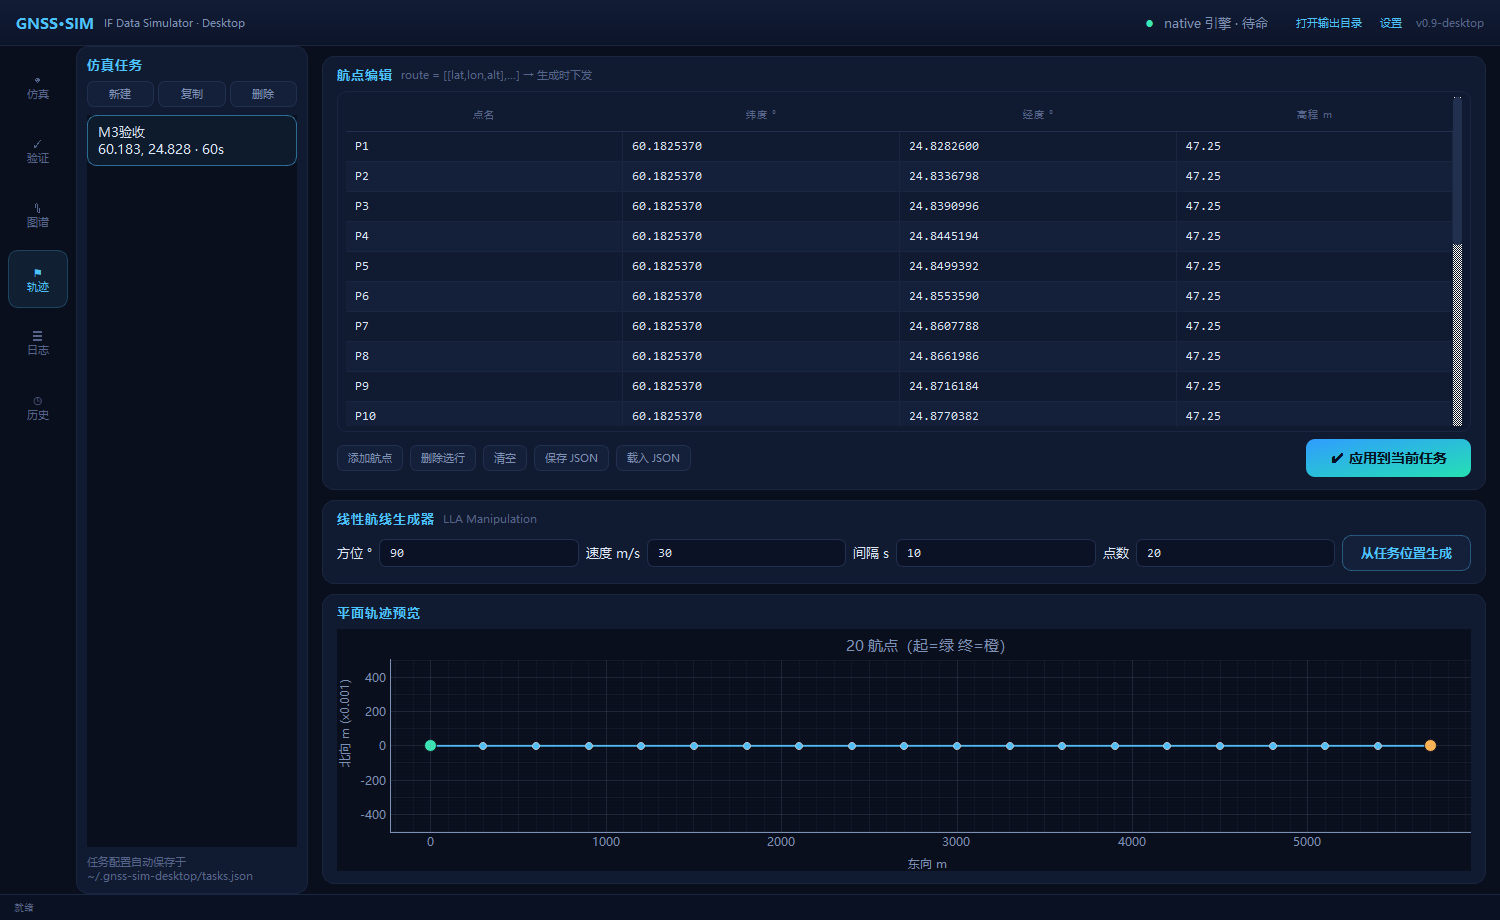 GNSS•SIM IF Data Simulator · Desktop
native 引擎 · 待命 打开输出目录 设置 v0.9-desktop
仿真
验证
图谱
轨迹
日志
历史
仿真任务
新建 复制 删除
M3验收
60.183, 24.828 · 60s
任务配置自动保存于
~/.gnss-sim-desktop/tasks.json
航点编辑 route = [[lat,lon,alt],...] → 生成时下发
点名 纬度 ° 经度 ° 高程 m
P1 60.1825370 24.8282600 47.25
P2 60.1825370 24.8336798 47.25
P3 60.1825370 24.8390996 47.25
P4 60.1825370 24.8445194 47.25
P5 60.1825370 24.8499392 47.25
P6 60.1825370 24.8553590 47.25
P7 60.1825370 24.8607788 47.25
P8 60.1825370 24.8661986 47.25
P9 60.1825370 24.8716184 47.25
P10 60.1825370 24.8770382 47.25
添加航点 删除选行 清空 保存 JSON 载入 JSON ✔ 应用到当前任务
线性航线生成器 LLA Manipulation
方位 ° 90 速度 m/s 30 间隔 s 10 点数 20 从任务位置生成
平面轨迹预览
20 航点 (起=绿 终=橙)
北向 m (x0.001)
400
200
0
-200
-400
0 1000 2000 3000 4000 5000
东向 m
就绪